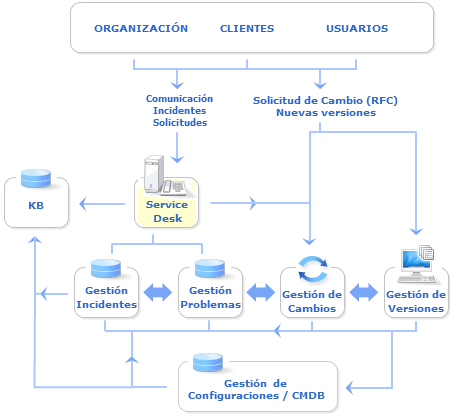 ORGANIZACIÓN CLIENTES USUARIOS
Comunicación
Incidentes
Solicitudes
Solicitud de Cambio (RFC)
Nuevas versiones
KB
Service
Desk
Gestión
Incidentes
Gestión
Problemas
Gestión de
Cambios
Gestión de
Versiones
Gestión de
Configuraciones / CMDB